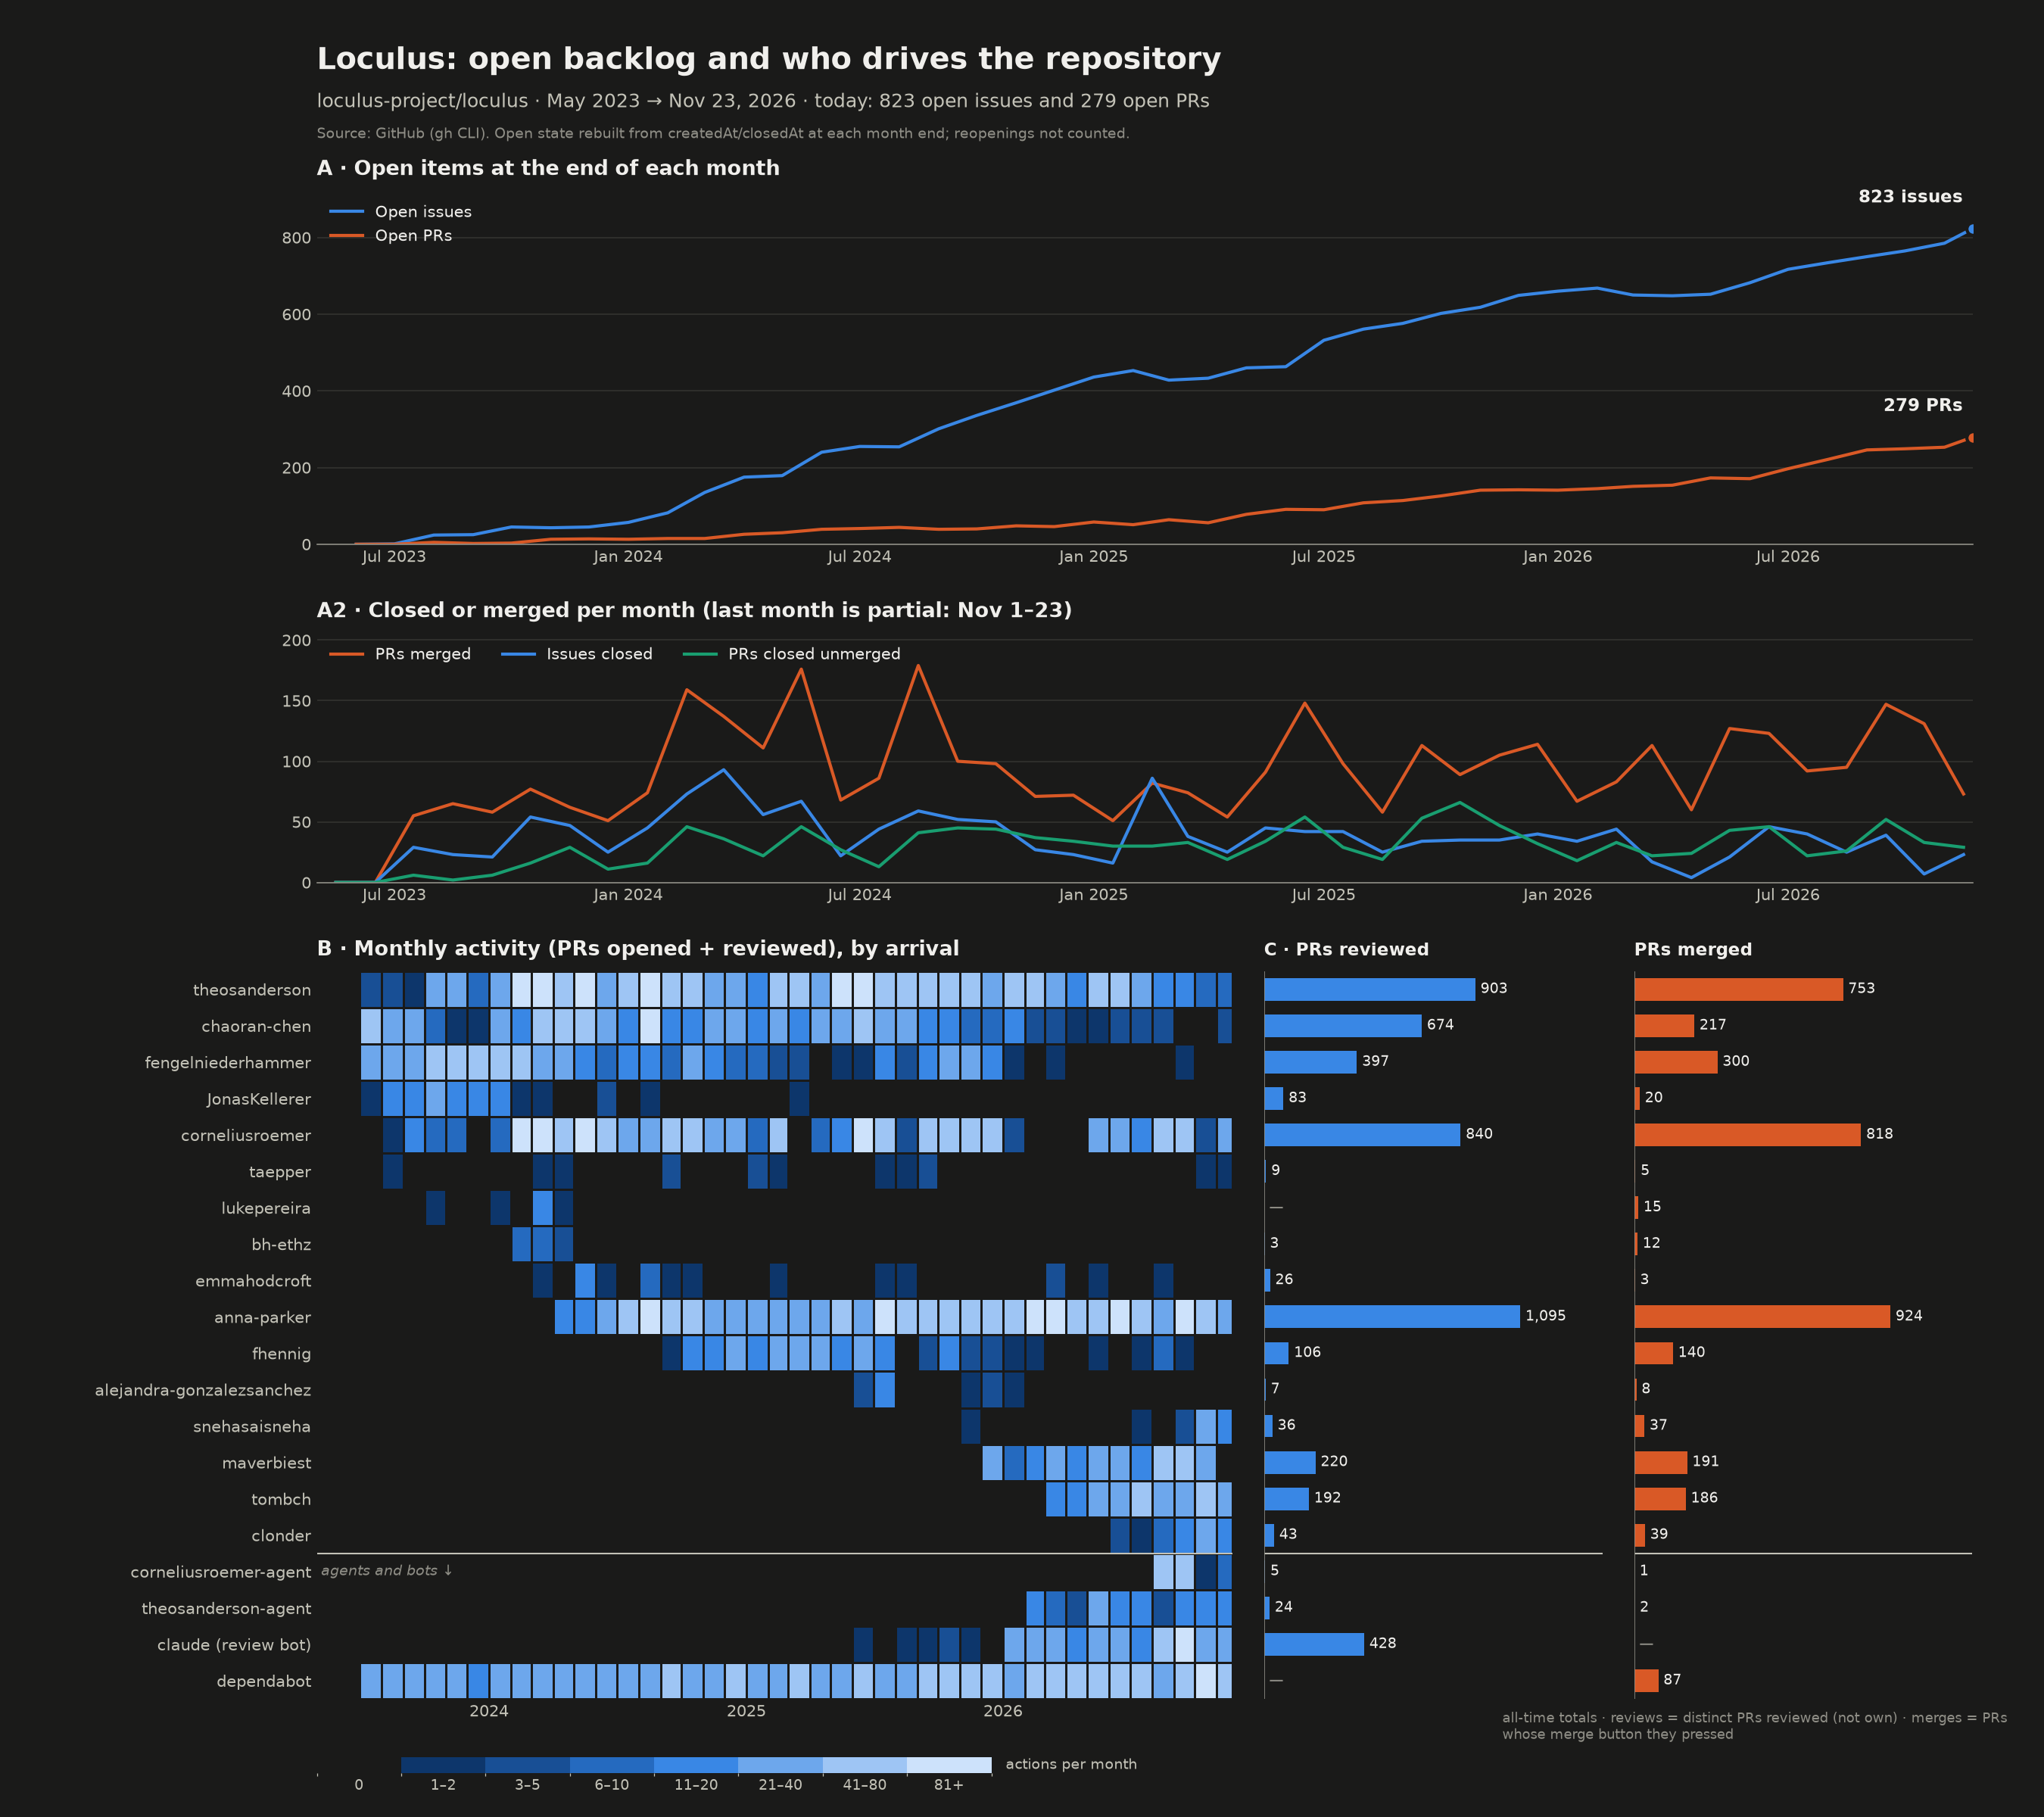 Loculus: open backlog and who drives the repository
loculus-project/loculus · May 2023 → Nov 23, 2026 · today: 823 open issues and 279 open PRs
Source: GitHub (gh CLI). Open state rebuilt from createdAt/closedAt at each month end; reopenings not counted.
A · Open items at the end of each month
823 issues
Open issues
Open PRs
800
600
400
279 PRs
200
0
Jul 2023 Jan 2024 Jul 2024 Jan 2025 Jul 2025 Jan 2026 Jul 2026
A2 · Closed or merged per month (last month is partial: Nov 1–23)
200
PRs merged Issues closed PRs closed unmerged
150
100
50
0
Jul 2023 Jan 2024 Jul 2024 Jan 2025 Jul 2025 Jan 2026 Jul 2026
B · Monthly activity (PRs opened + reviewed), by arrival C · PRs reviewed PRs merged
theosanderson 903 753
chaoran-chen 674 217
fengelniederhammer 397 300
JonasKellerer 83 20
corneliusroemer 840 818
taepper 9 5
lukepereira — 15
bh-ethz 3 12
emmahodcroft 26 3
anna-parker 1,095 924
fhennig 106 140
alejandra-gonzalezsanchez 7 8
snehasaisneha 36 37
maverbiest 220 191
tombch 192 186
clonder 43 39
corneliusroemer-agent agents and bots ↓ 5 1
theosanderson-agent 24 2
claude (review bot) 428 —
dependabot — 87
2024 2025 2026
all-time totals · reviews = distinct PRs reviewed (not own) · merges = PRs
whose merge button they pressed
actions per month
0 1–2 3–5 6–10 11–20 21–40 41–80 81+